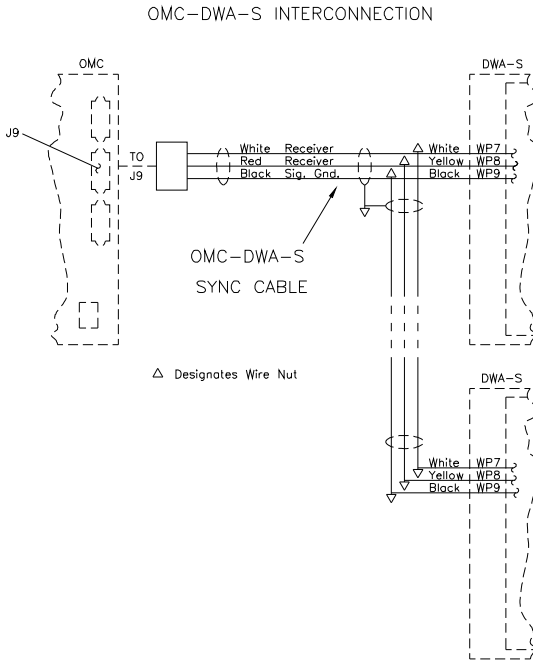 OMC-DWA-S INTERCONNECTION
OMC
DWA-S
J9
TO
J9
White Receiver
Red Receiver
Black Sig. Gnd.
White WP7
Yellow WP8
Black WP9
OMC-DWA-S
SYNC CABLE
△ Designates Wire Nut
DWA-S
White WP7
Yellow WP8
Black WP9